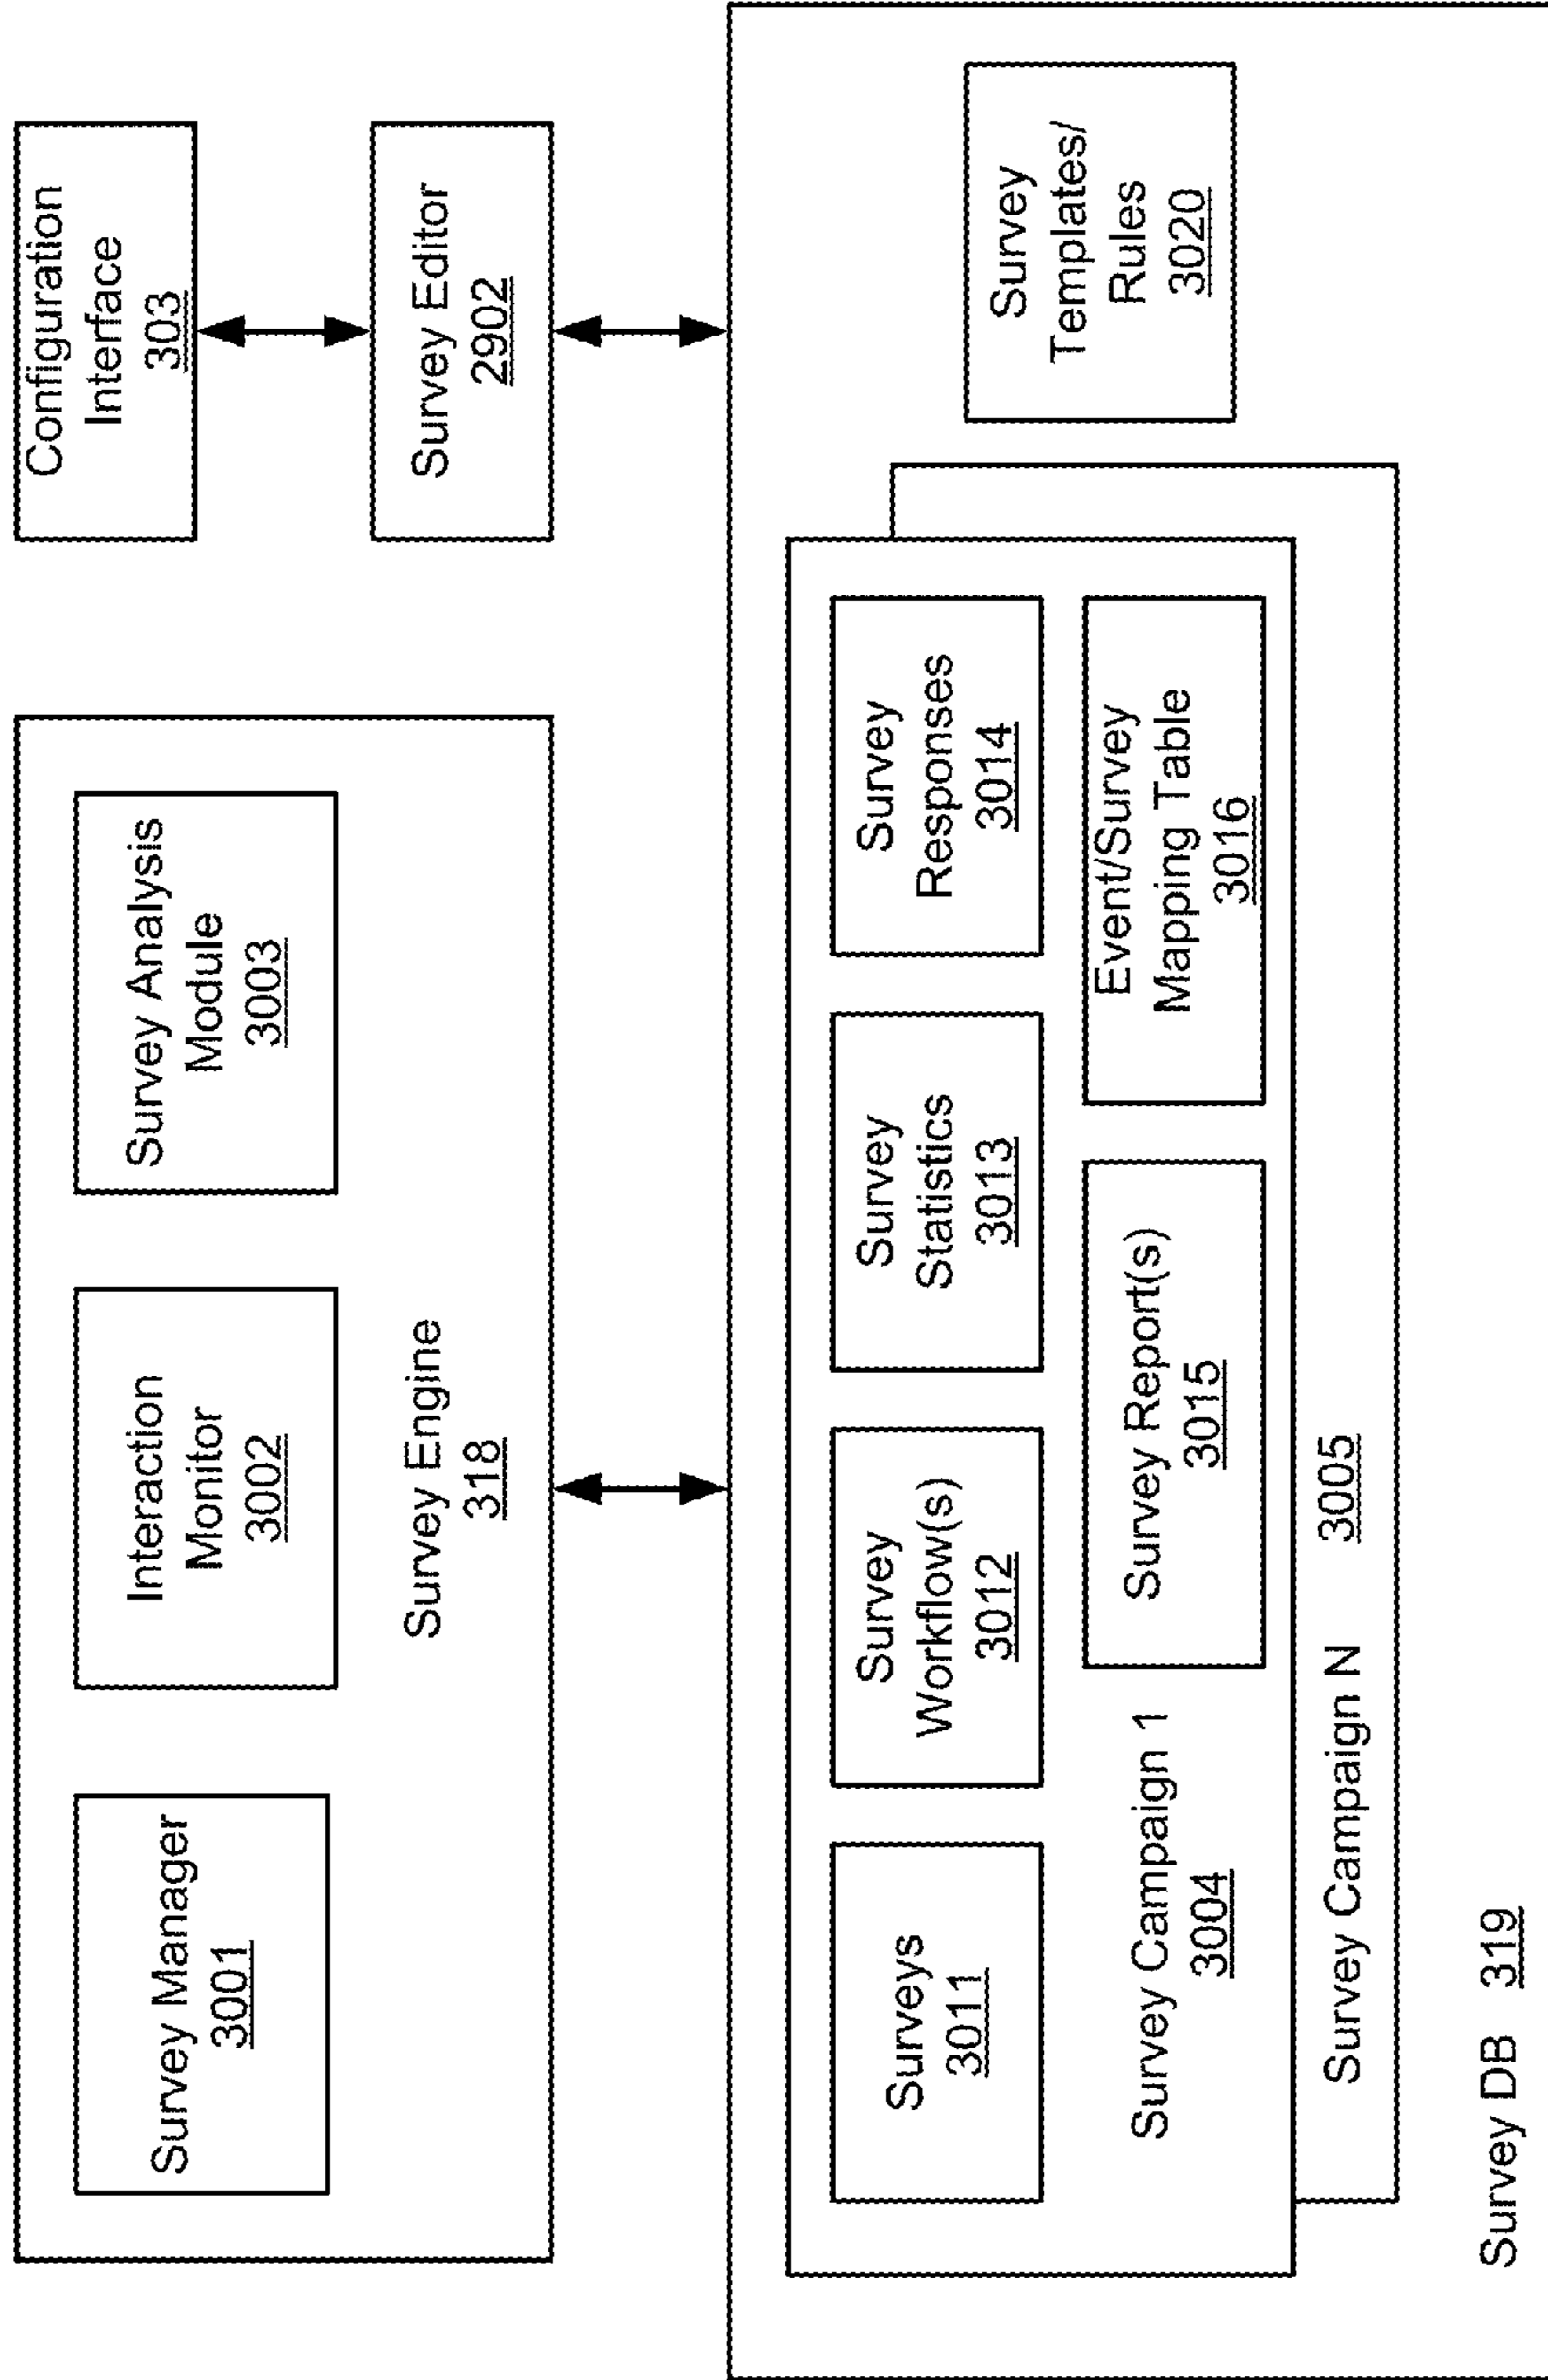 Survey Manager
3001
Interaction
Monitor
3002
Survey Analysis
Module
3003
Survey Engine
318
Configuration
Interface
303
Survey Editor
2902
Surveys
3011
Survey
Workflow(s)
3012
Survey
Statistics
3013
Survey
Responses
3014
Survey Report(s)
3015
Event/Survey
Mapping Table
3016
Survey Campaign 1
3004
Survey Campaign N 3005
Survey
Templates/
Rules
3020
Survey DB 319